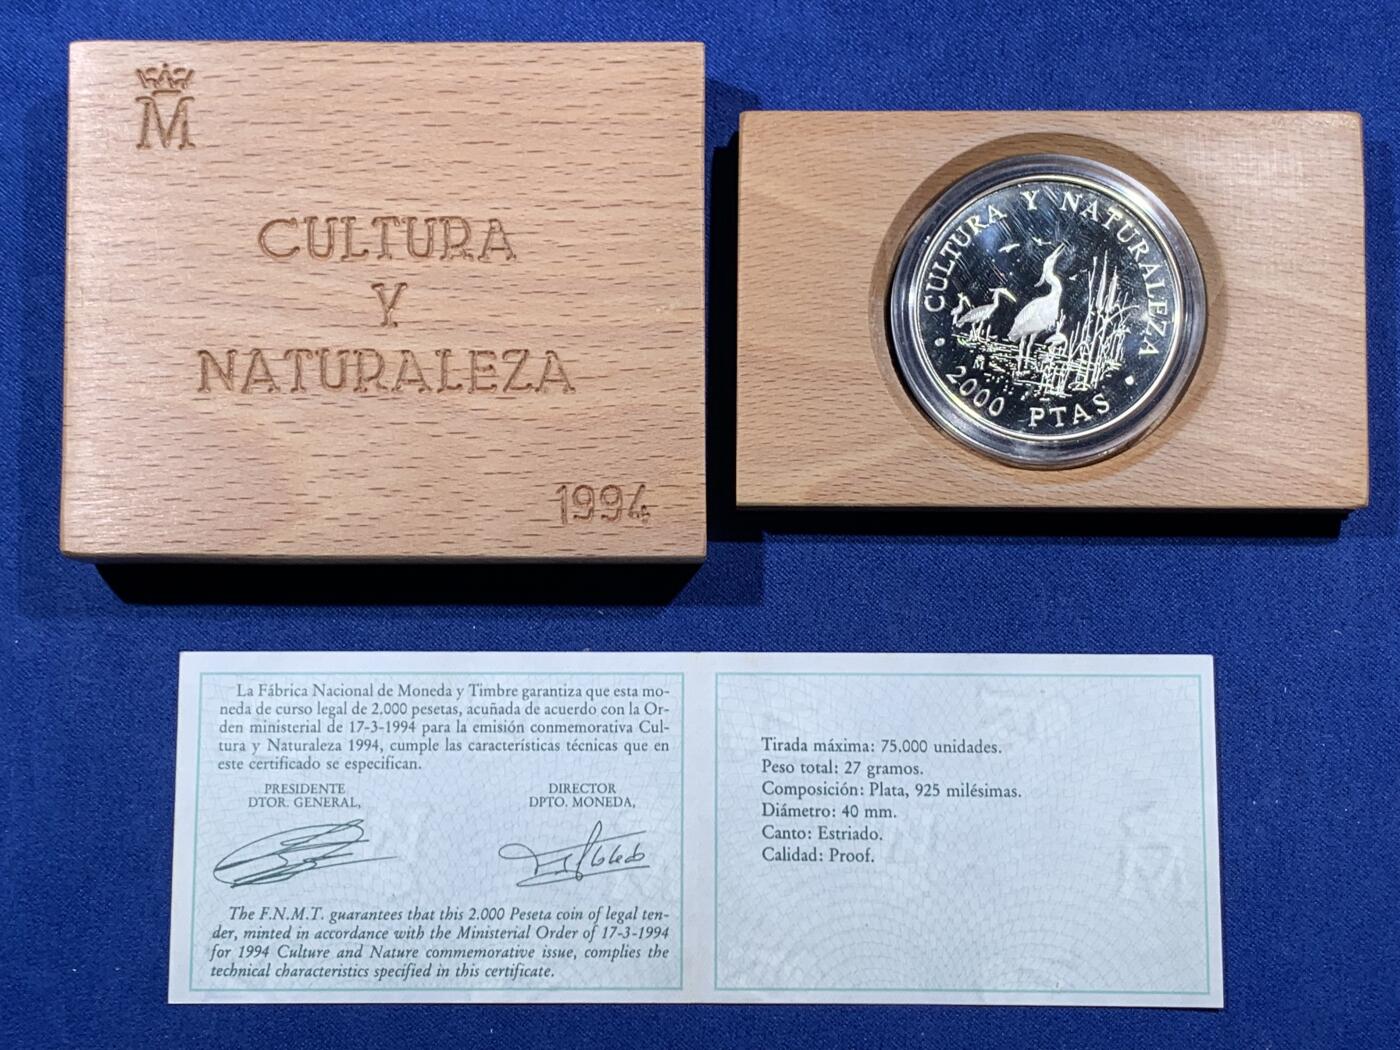 M
CULTURA
Y
NATURALEZA
1994
CULTURA Y NATURALEZA
2000 PTAS
La Fábrica Nacional de Moneda y Timbre garantiza que esta mo-
neda de curso legal de 2.000 pesetas, acuñada de acuerdo con la Or-
den ministerial de 17-3-1994 para la emisión conmemorativa Cul-
tura y Naturaleza 1994, cumple las características técnicas que en
este certificado se especifican.
PRESIDENTE
DTOR. GENERAL,
DIRECTOR
DPTO. MONEDA,
The F.N.M.T. guarantees that this 2.000 Peseta coin of legal ten-
der, minted in accordance with the Ministerial Order of 17-3-1994
for 1994 Culture and Nature commemorative issue, complies the
technical characteristics specified in this certificate.
Tirada máxima: 75.000 unidades.
Peso total: 27 gramos.
Composición: Plata, 925 milésimas.
Diámetro: 40 mm.
Canto: Estriado.
Calidad: Proof.